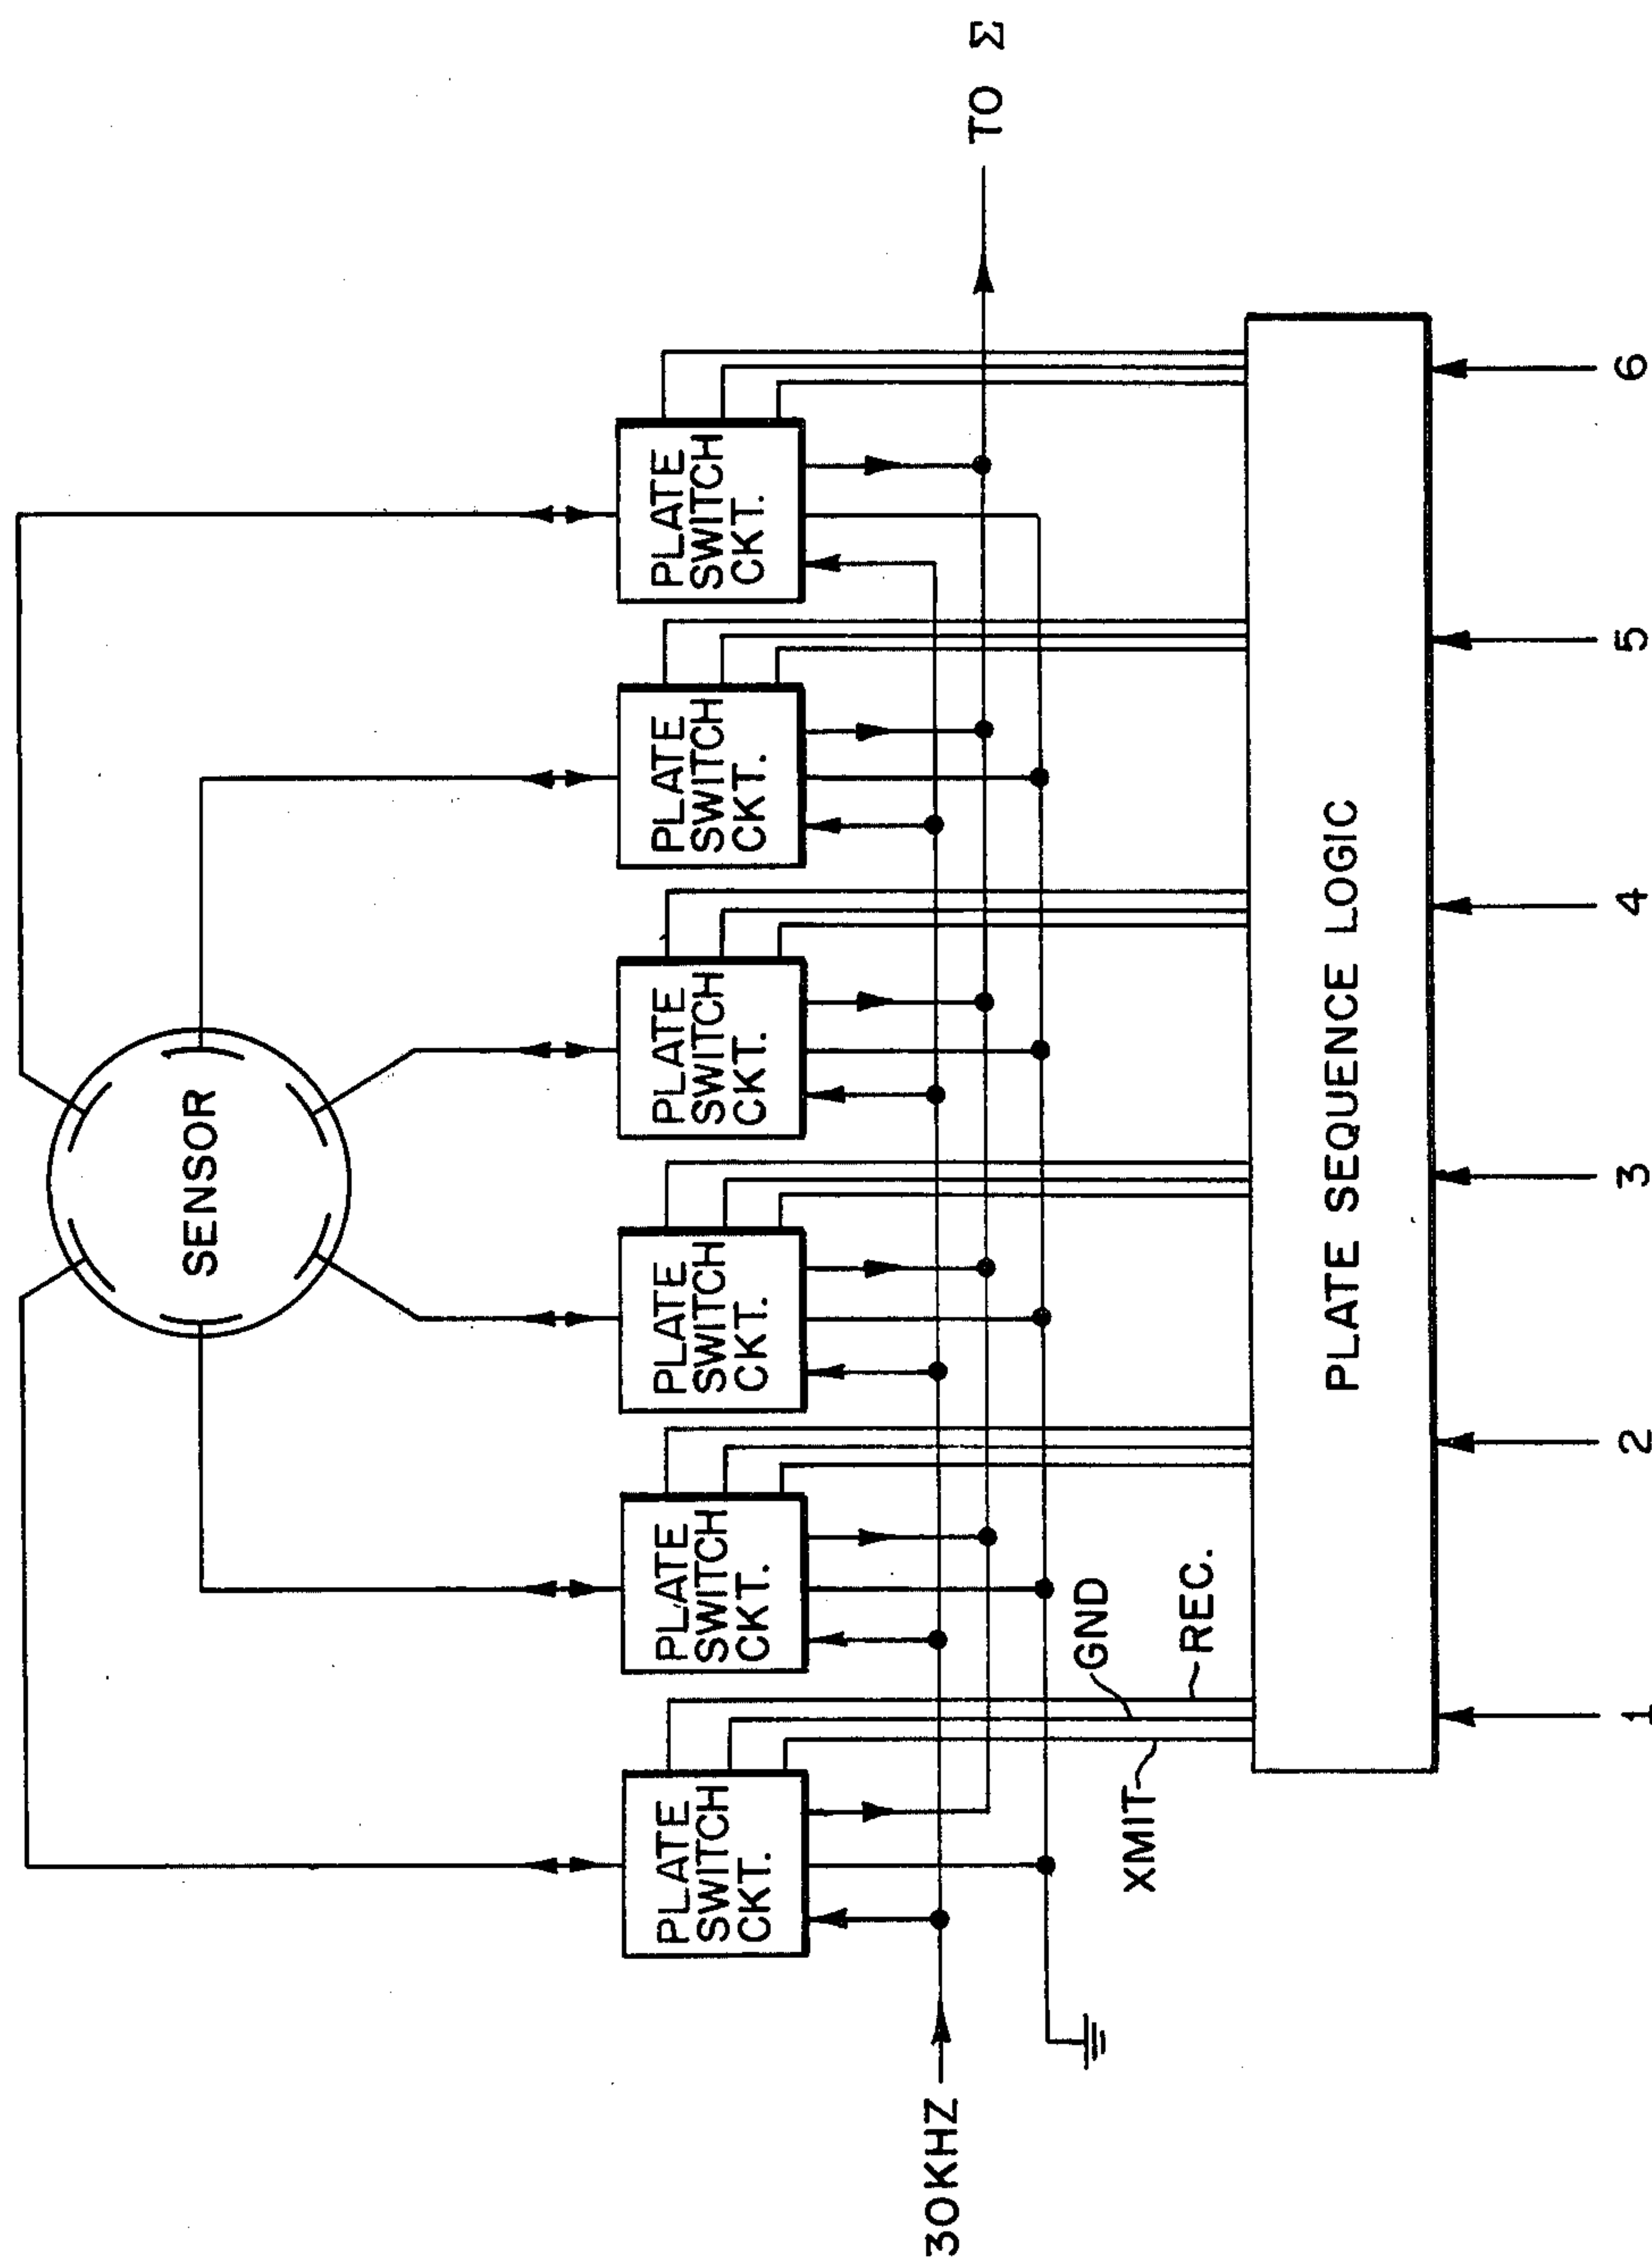 SENSOR
PLATE
SWITCH
CKT.
PLATE
SWITCH
CKT.
PLATE
SWITCH
CKT.
PLATE
SWITCH
CKT.
PLATE
SWITCH
CKT.
PLATE
SWITCH
CKT.
30KHZ
TO Σ
XMIT
GND
REC.
PLATE SEQUENCE LOGIC
1
2
3
4
5
6